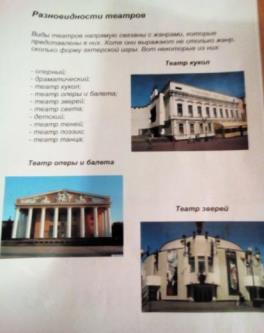 Разновидности театров
Виды театров напрямую связаны с жанрами, которые
представлены в них. Хотя они выражают не столько жанр,
сколько форму актерской игры. Вот некоторые из них:
- оперный;
- драматический;
- театр кукол;
- театр оперы и балета;
- театр зверей;
- театр света;
- детский;
- театр теней;
- театр поэзии;
- театр танца;
Театр кукол
Театр оперы и балета
Театр зверей